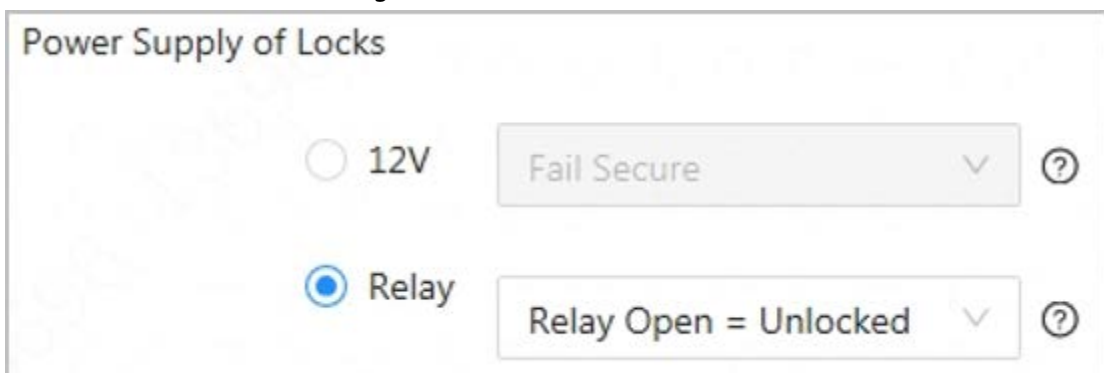 Power Supply of Locks
12V Fail Secure
Relay Relay Open = Unlocked